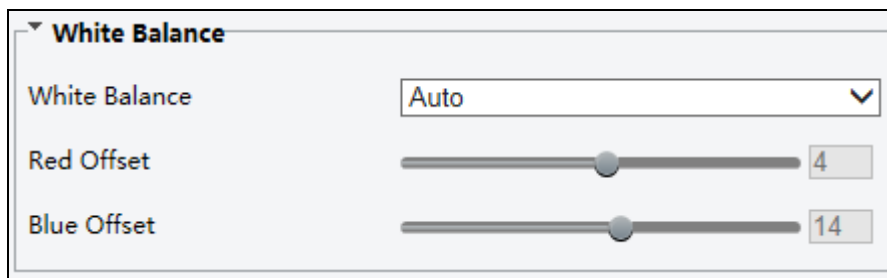 White Balance
White Balance Auto
Red Offset 4
Blue Offset 14